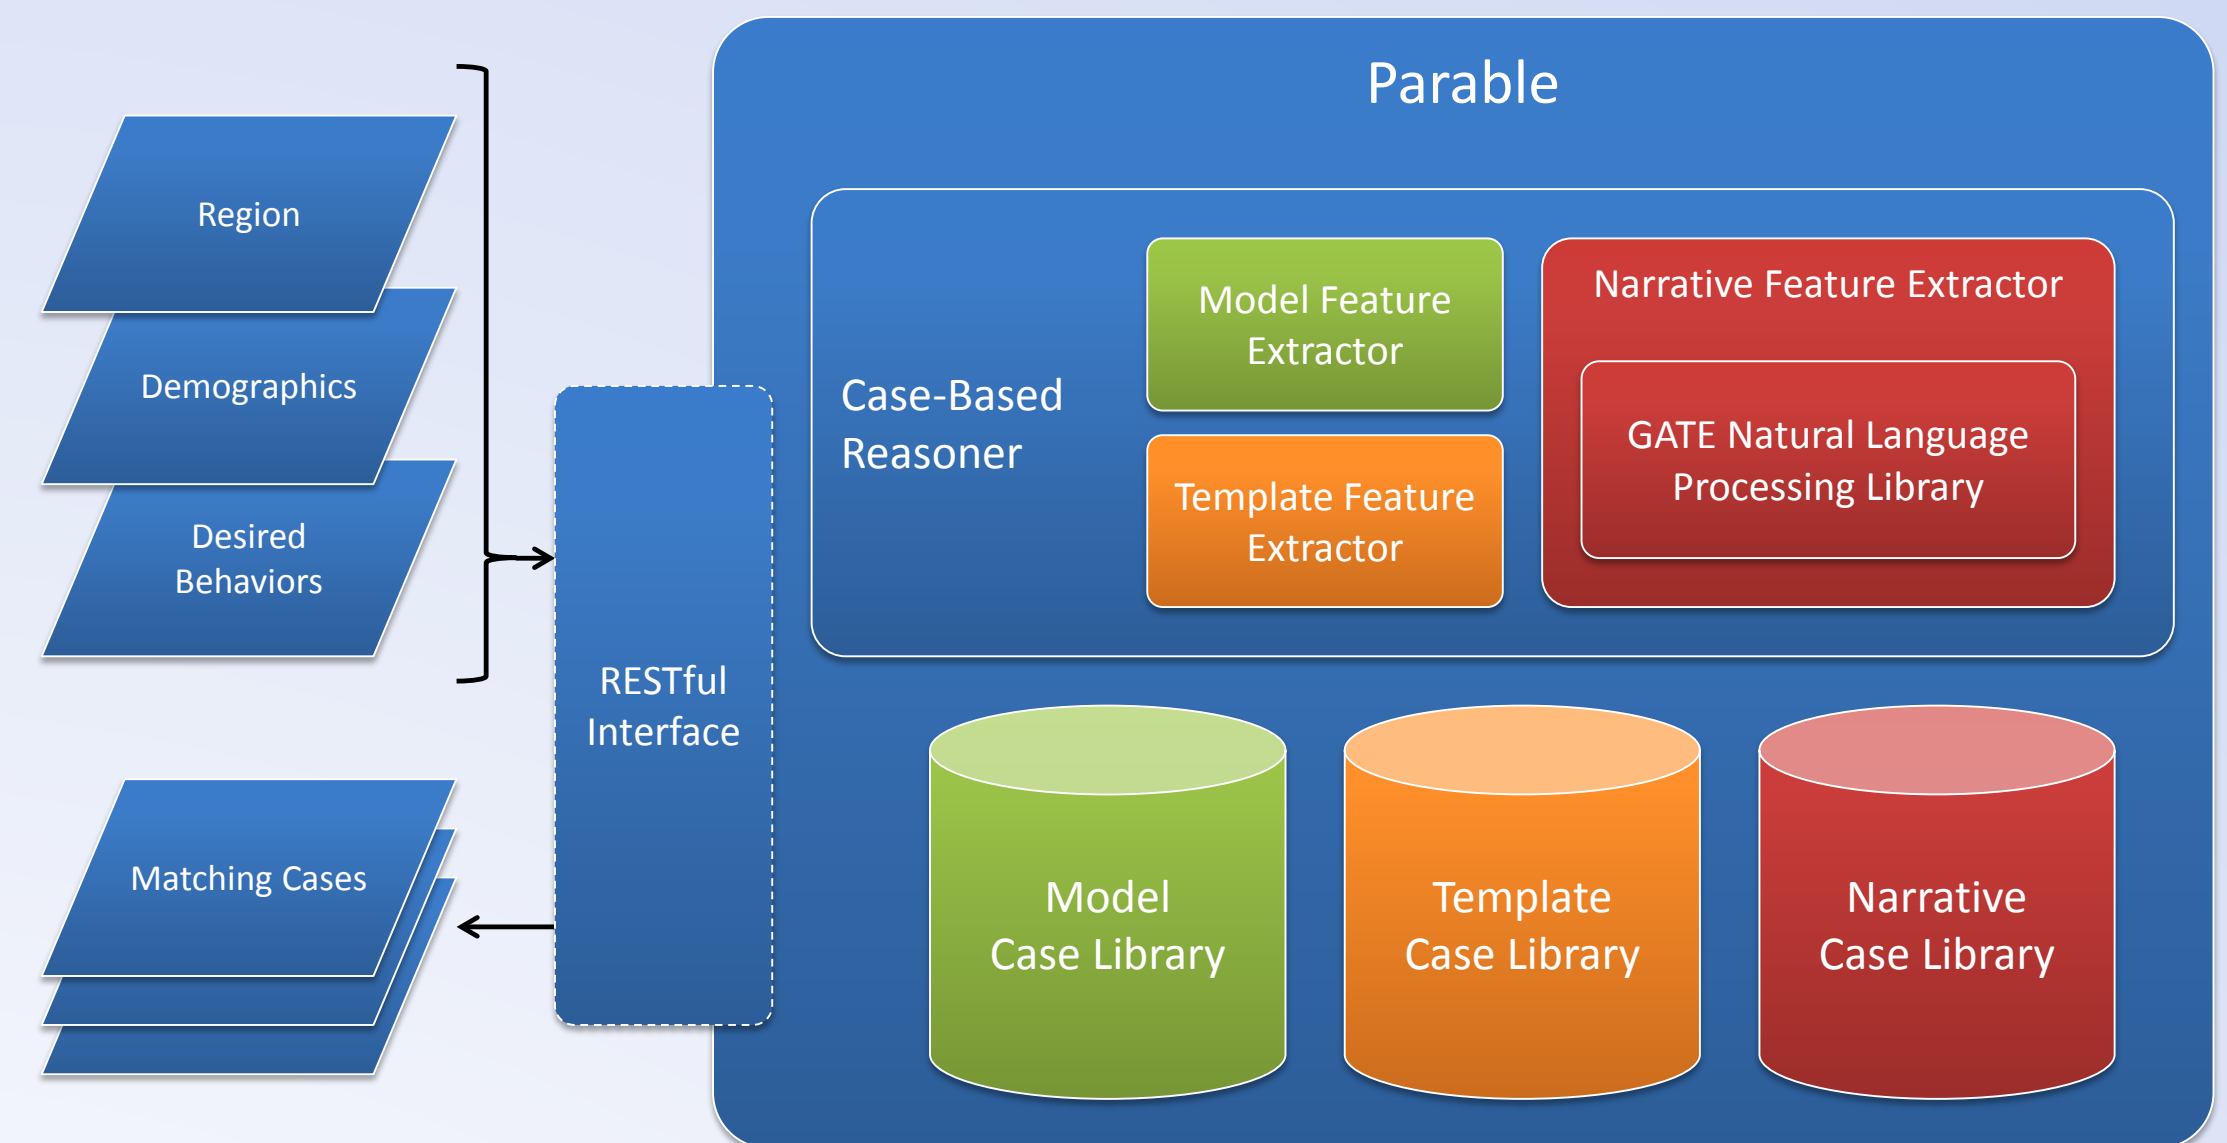 Parable
Region
Demographics
Desired
Behaviors
Matching Cases
RESTful
Interface
Case-Based
Reasoner
Model Feature
Extractor
Template Feature
Extractor
Narrative Feature Extractor
GATE Natural Language
Processing Library
Model
Case Library
Template
Case Library
Narrative
Case Library